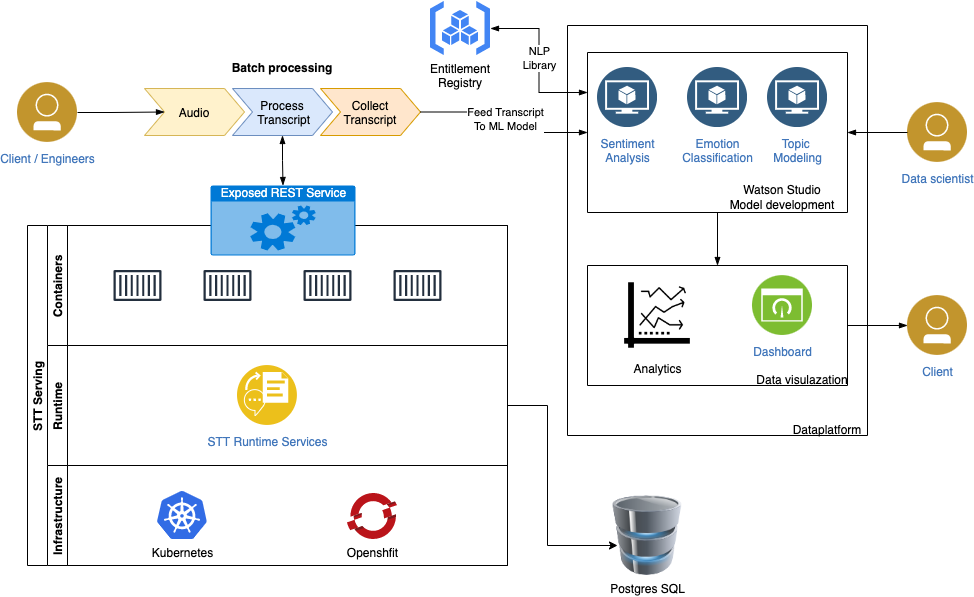 Entitlement
Registry
NLP
Library
Batch processing
Client / Engineers
Audio
Process
Transcript
Collect
Transcript
Feed Transcript
To ML Model
Sentiment
Analysis
Emotion
Classification
Topic
Modeling
Watson Studio
Model development
Data scientist
Exposed REST Service
STT Serving
Containers
Runtime
STT Runtime Services
Infrastructure
Kubernetes
Openshfit
Analytics
Dashboard
Data visulazation
Client
Dataplatform
Postgres SQL